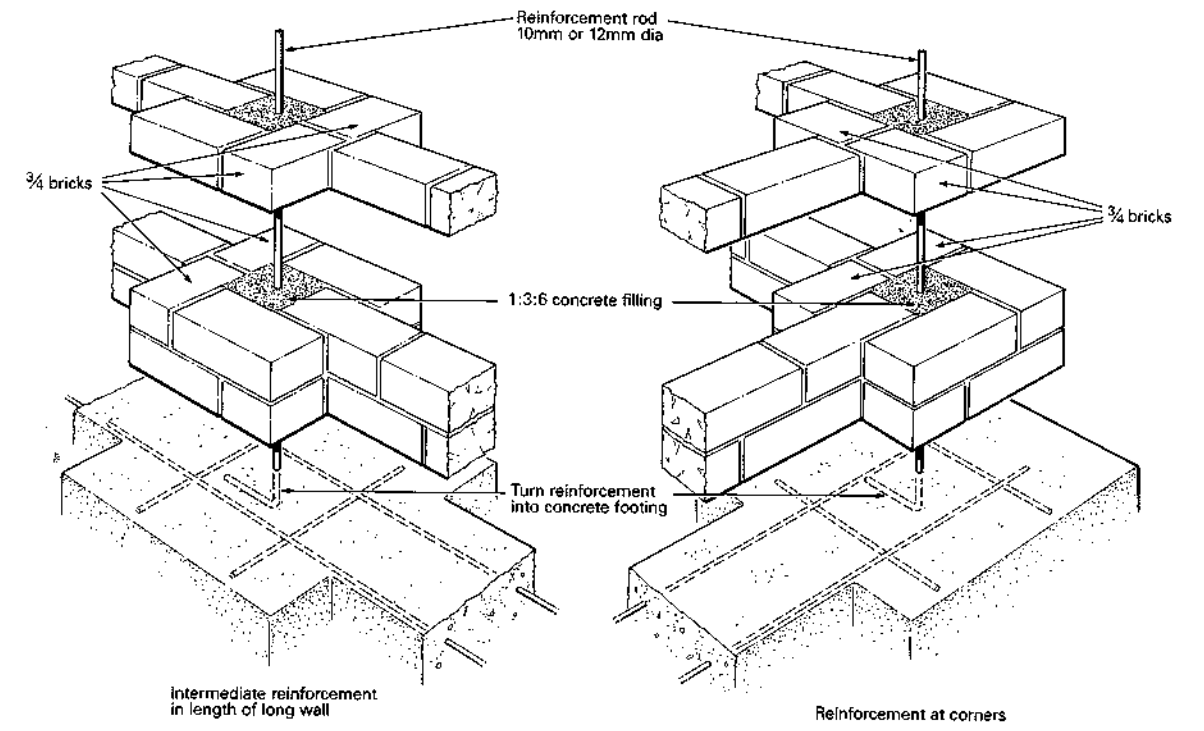 Reinforcement rod
10mm or 12mm dia
¾ bricks
¾ bricks
1:3:6 concrete filling
Turn reinforcement
into concrete footing
Intermediate reinforcement
in length of long wall
Reinforcement at corners